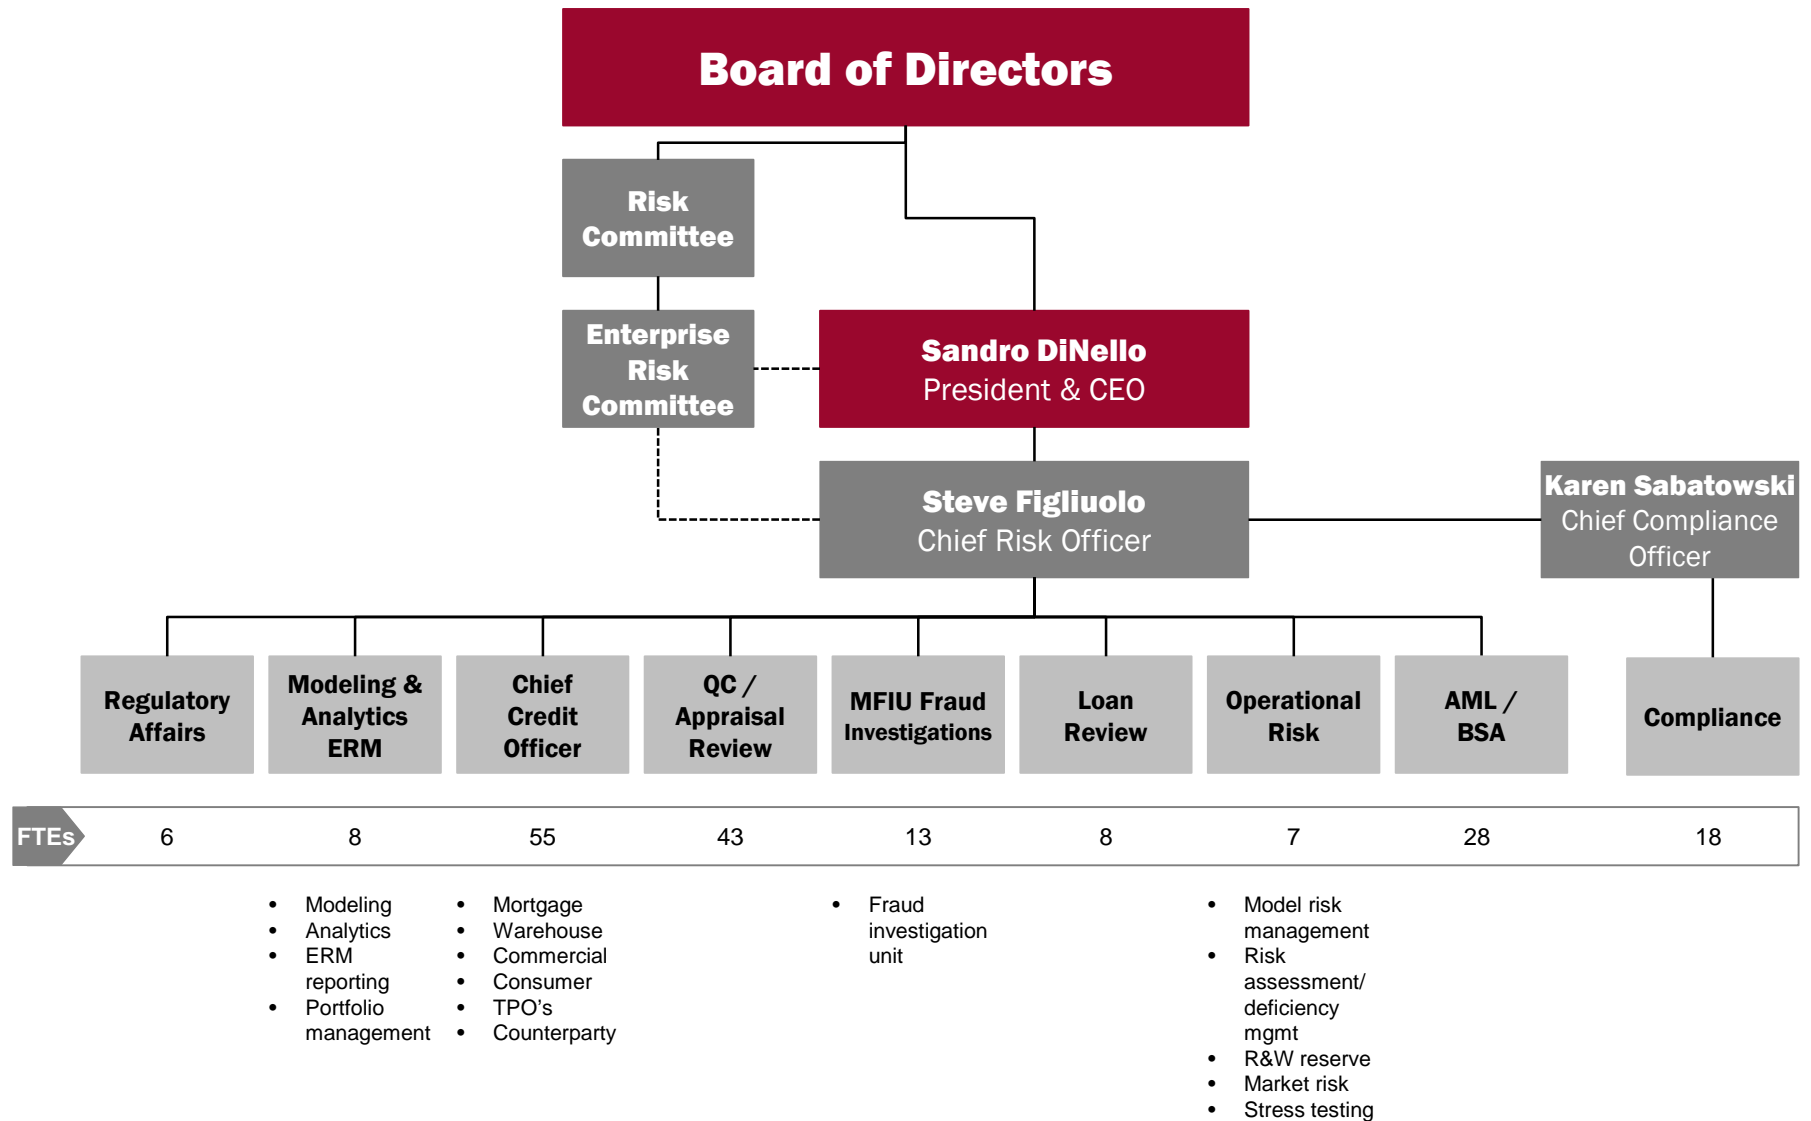 Board of Directors
Risk
Committee
Enterprise
Risk
Committee
Sandro DiNello
President & CEO
Steve Figliuolo
Chief Risk Officer
Karen Sabatowski
Chief Compliance
Officer
Regulatory
Affairs
Modeling &
Analytics
ERM
Chief
Credit
Officer
QC /
Appraisal
Review
MFIU Fraud
Investigations
Loan
Review
Operational
Risk
AML /
BSA
Compliance
FTEs 6 8 55 43 13 8 7 28 18
• Modeling
• Analytics
• ERM
reporting
• Portfolio
management
• Mortgage
• Warehouse
• Commercial
• Consumer
• TPO's
• Counterparty
• Fraud
investigation
unit
• Model risk
management
• Risk
assessment/
deficiency
mgmt
• R&W reserve
• Market risk
• Stress testing